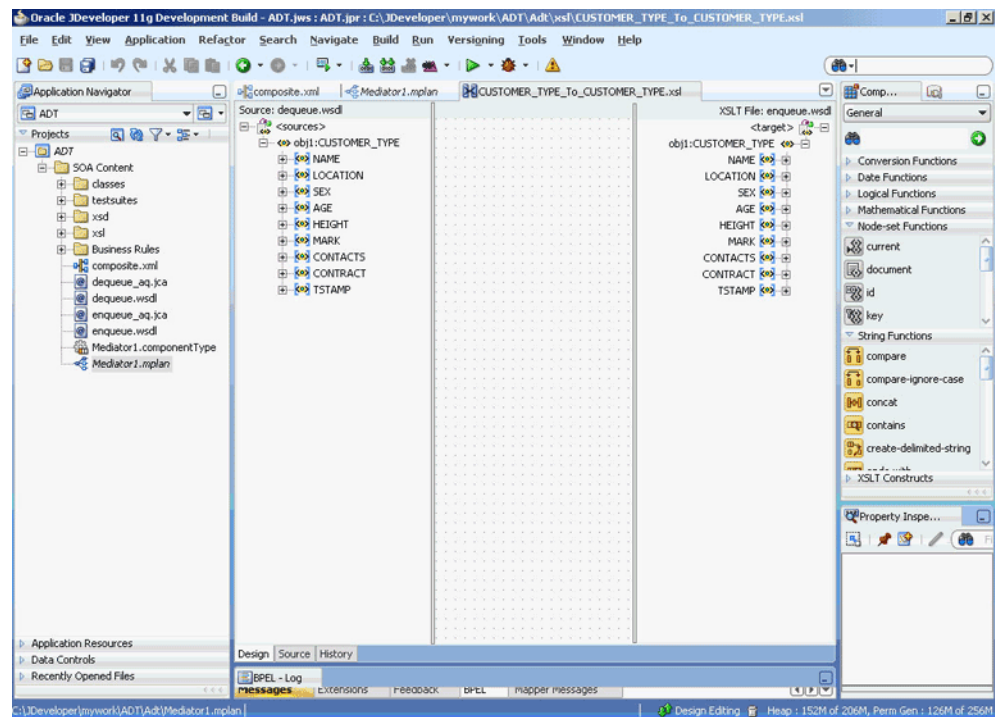 Oracle JDeveloper 11g Development Build - ADT.jws : ADT.jpr : C:\JDeveloper\mywork\ADT\Adt\xsl\CUSTOMER_TYPE_To_CUSTOMER_TYPE.xsl
File Edit View Application Refactor Search Navigate Build Run Versioning Tools Window Help
Application Navigator
ADT
Projects
ADT
SOA Content
classes
testsuites
xsd
xsl
Business Rules
composite.xml
dequeue_aq.jca
dequeue.wsdl
enqueue_aq.jca
enqueue.wsdl
Mediator1.componentType
Mediator1.mplan
Application Resources
Data Controls
Recently Opened Files
composite.xml Mediator1.mplan CUSTOMER_TYPE_To_CUSTOMER_TYPE.xsl
Source: dequeue.wsdl
<sources>
obj1:CUSTOMER_TYPE
NAME
LOCATION
SEX
AGE
HEIGHT
MARK
CONTACTS
CONTRACT
TSTAMP
XSLT File: enqueue.wsdl
<target>
obj1:CUSTOMER_TYPE
NAME
LOCATION
SEX
AGE
HEIGHT
MARK
CONTACTS
CONTRACT
TSTAMP
Design Source History
BPEL - Log
Messages Extensions Feedback BPEL Mapper Messages
Comp...
General
Conversion Functions
Date Functions
Logical Functions
Mathematical Functions
Node-set Functions
current
document
id
key
String Functions
compare
compare-ignore-case
concat
contains
create-delimited-string
ends-with
XSLT Constructs
Property Inspe...
Fi
C:\JDeveloper\mywork\ADT\Adt\Mediator1.mplan
Design Editing Heap : 152M of 206M, Perm Gen : 126M of 256M